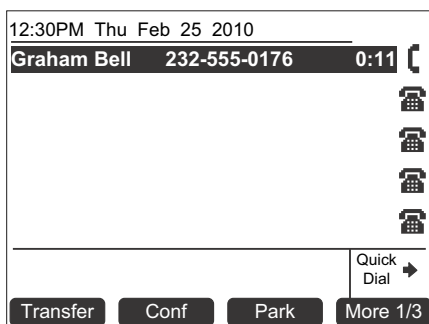 12:30PM Thu Feb 25 2010
Graham Bell 232-555-0176 0:11
Quick
Dial
Transfer Conf Park More 1/3